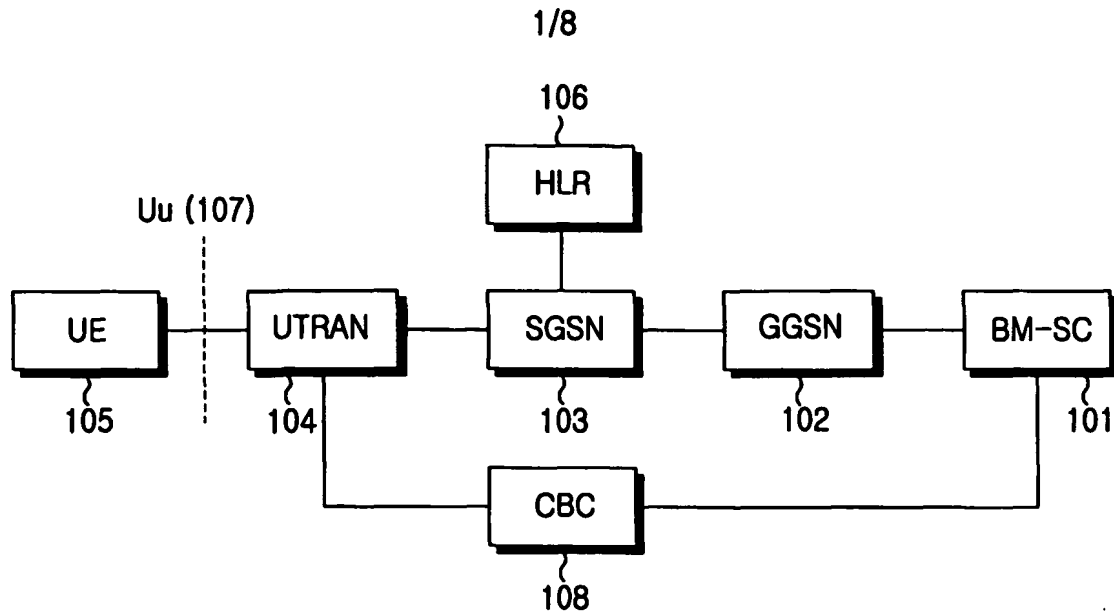 1/8
106
HLR
Uu (107)
UE
UTRAN
SGSN
GGSN
BM-SC
105
104
103
102
101
CBC
108